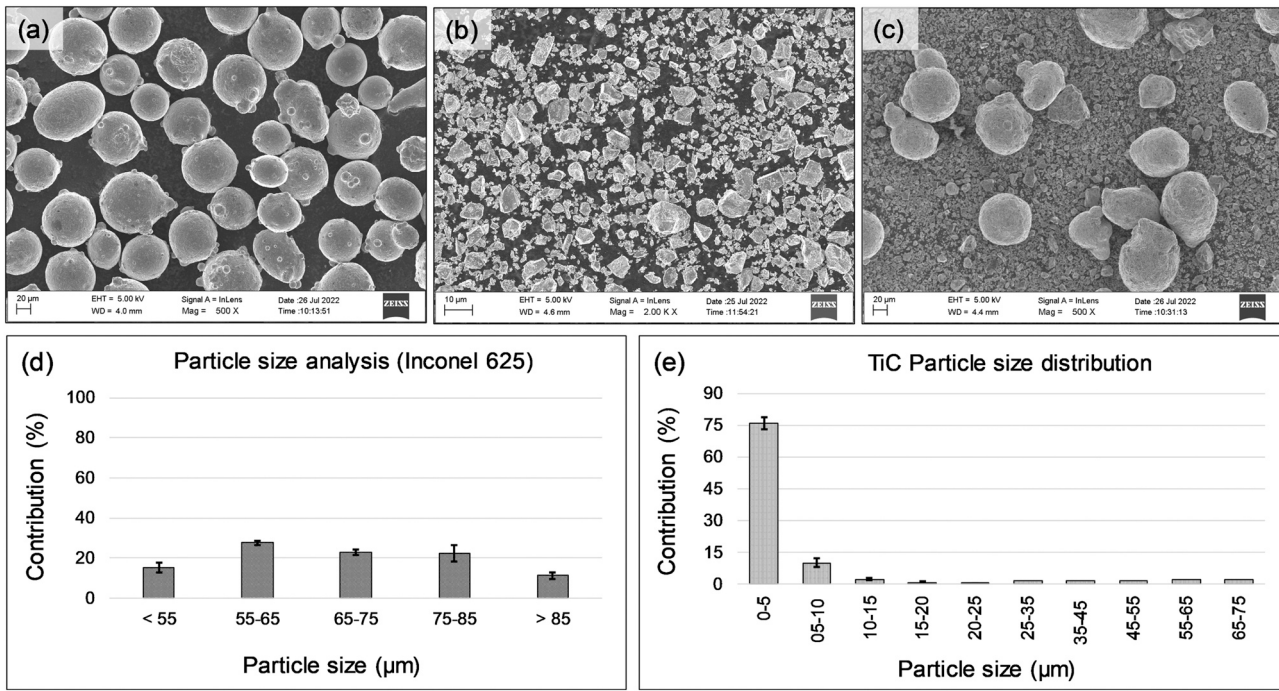 (a)
20 µm
EHT = 5.00 kV
WD = 4.0 mm
Signal A = InLens
Mag = 500 X
Date :26 Jul 2022
Time :10:13:51
ZEISS
(b)
10 µm
EHT = 5.00 kV
WD = 4.6 mm
Signal A = InLens
Mag = 2.00 K X
Date :25 Jul 2022
Time :11:54:21
ZEISS
(c)
20 µm
EHT = 5.00 kV
WD = 4.4 mm
Signal A = InLens
Mag = 500 X
Date :26 Jul 2022
Time :10:31:13
ZEISS
(d)
Particle size analysis (Inconel 625)
Contribution (%)
100
80
60
40
20
0
< 55
55-65
65-75
75-85
> 85
Particle size (µm)
(e)
TiC Particle size distribution
Contribution (%)
90
75
60
45
30
15
0
0-5
05-10
10-15
15-20
20-25
25-35
35-45
45-55
55-65
65-75
Particle size (µm)